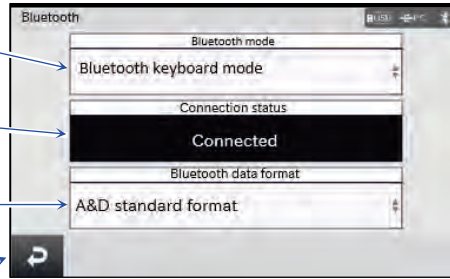 Bluetooth
Bluetooth mode
Bluetooth keyboard mode
Connection status
Connected
Bluetooth data format
A&D standard format